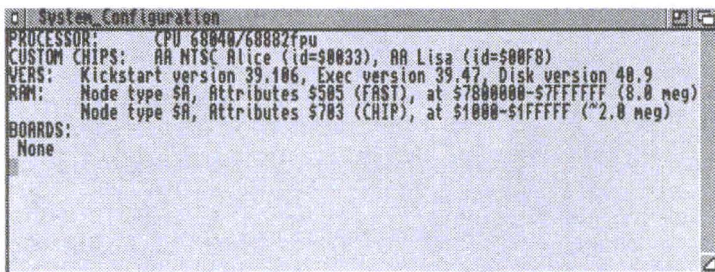 System_Configuration
PROCESSOR: CPU 68040/68882fpu
CUSTOM CHIPS: AA NTSC Alice (id=$0033), AA Lisa (id=$00F8)
VERS: Kickstart version 39.106, Exec version 39.47, Disk version 40.9
RAM: Node type $A, Attributes $505 (FAST), at $7800000-$7FFFFFF (8.0 meg)
Node type $A, Attributes $703 (CHIP), at $1000-$1FFFFF (~2.0 meg)
BOARDS:
None